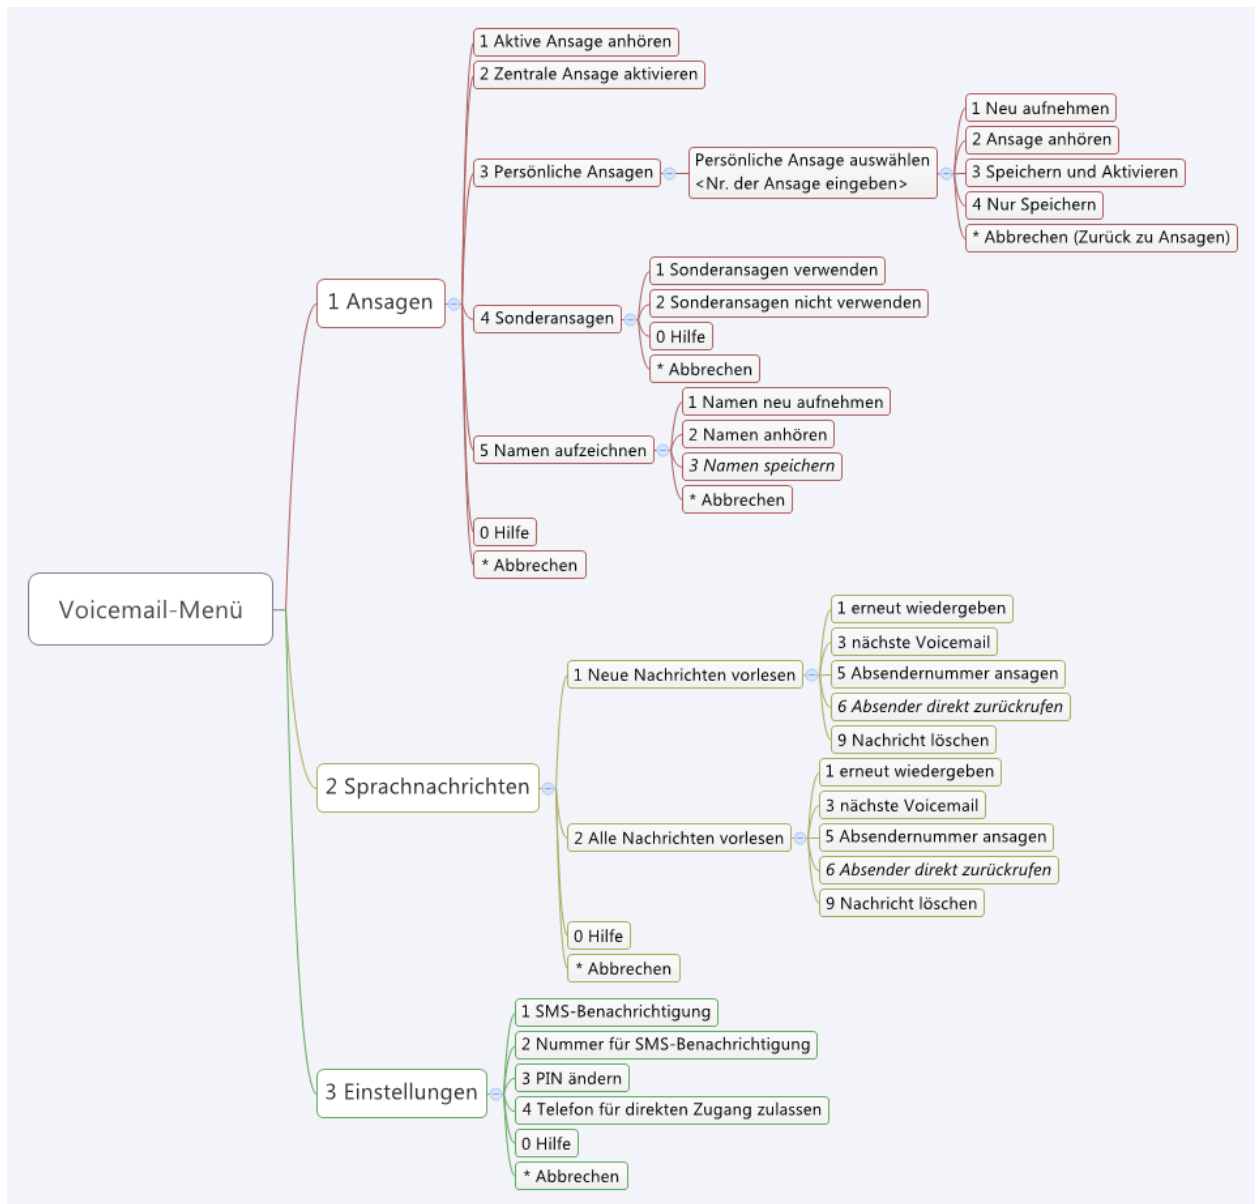 Voicemail-Menü
1 Ansagen
1 Aktive Ansage anhören
2 Zentrale Ansage aktivieren
3 Persönliche Ansagen
Persönliche Ansage auswählen
<Nr. der Ansage eingeben>
1 Neu aufnehmen
2 Ansage anhören
3 Speichern und Aktivieren
4 Nur Speichern
* Abbrechen (Zurück zu Ansagen)
4 Sonderansagen
1 Sonderansagen verwenden
2 Sonderansagen nicht verwenden
0 Hilfe
* Abbrechen
5 Namen aufzeichnen
1 Namen neu aufnehmen
2 Namen anhören
3 Namen speichern
* Abbrechen
0 Hilfe
* Abbrechen
2 Sprachnachrichten
1 Neue Nachrichten vorlesen
1 erneut wiedergeben
3 nächste Voicemail
5 Absendernummer ansagen
6 Absender direkt zurückrufen
9 Nachricht löschen
2 Alle Nachrichten vorlesen
1 erneut wiedergeben
3 nächste Voicemail
5 Absendernummer ansagen
6 Absender direkt zurückrufen
9 Nachricht löschen
0 Hilfe
* Abbrechen
3 Einstellungen
1 SMS-Benachrichtigung
2 Nummer für SMS-Benachrichtigung
3 PIN ändern
4 Telefon für direkten Zugang zulassen
0 Hilfe
* Abbrechen